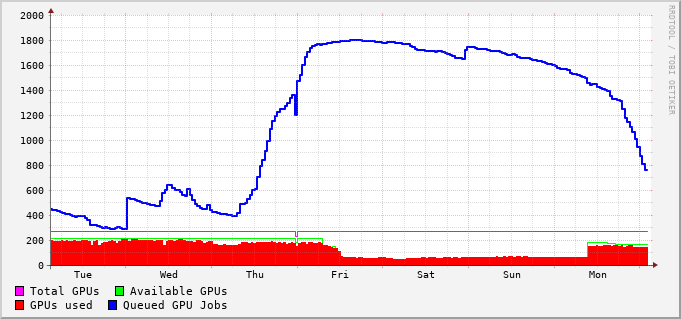 2000
1800
1600
1400
1200
1000
800
600
400
200
0
Tue Wed Thu Fri Sat Sun Mon
Total GPUs Available GPUs
GPUs used Queued GPU Jobs
RRDTOOL / TOBI OETIKER